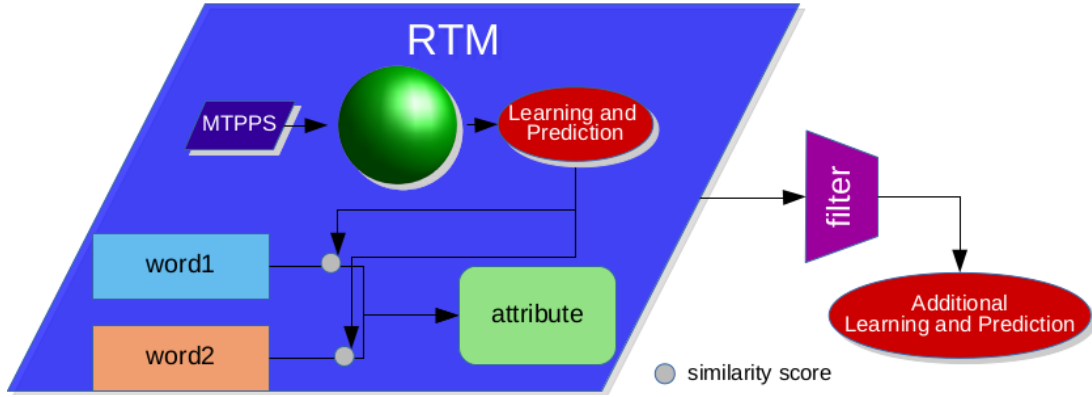 RTM
MTPPS
Learning and
Prediction
filter
word1
attribute
word2
Additional
Learning and Prediction
similarity score